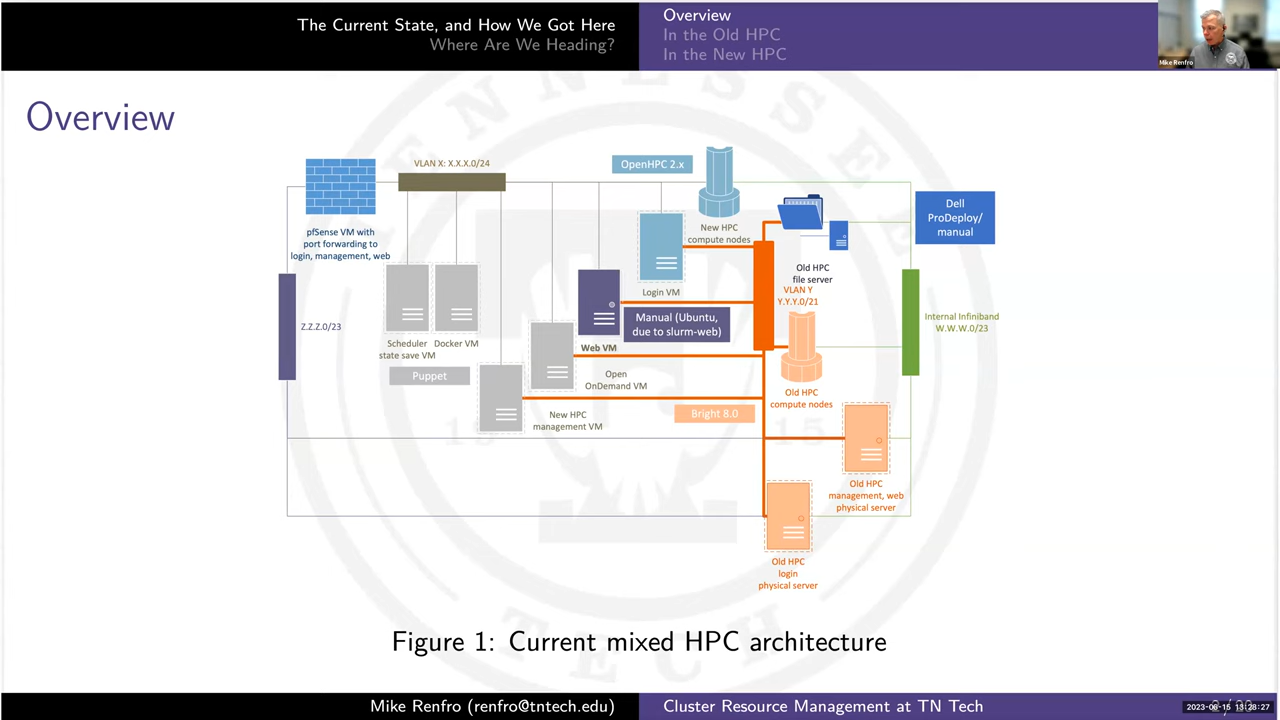 The Current State, and How We Got Here
Where Are We Heading?
Overview
In the Old HPC
In the New HPC
Mike Renfro
Overview
VLAN X: X.X.X.0/24
OpenHPC 2.x
pfSense VM with
port forwarding to
login, management, web
New HPC
compute nodes
Dell
ProDeploy/
manual
Old HPC
file server
Login VM
VLAN Y
Y.Y.Y.0/21
Z.Z.Z.0/23
Manual (Ubuntu,
due to slurm-web)
Internal Infiniband
W.W.W.0/23
Scheduler
state save VM
Docker VM
Web VM
Puppet
Open
OnDemand VM
Old HPC
compute nodes
New HPC
management VM
Bright 8.0
Old HPC
management, web
physical server
Old HPC
login
physical server
TENNESSEE
TECH
Figure 1: Current mixed HPC architecture
Mike Renfro (renfro@tntech.edu)
Cluster Resource Management at TN Tech
2023-06-15 13:28:27